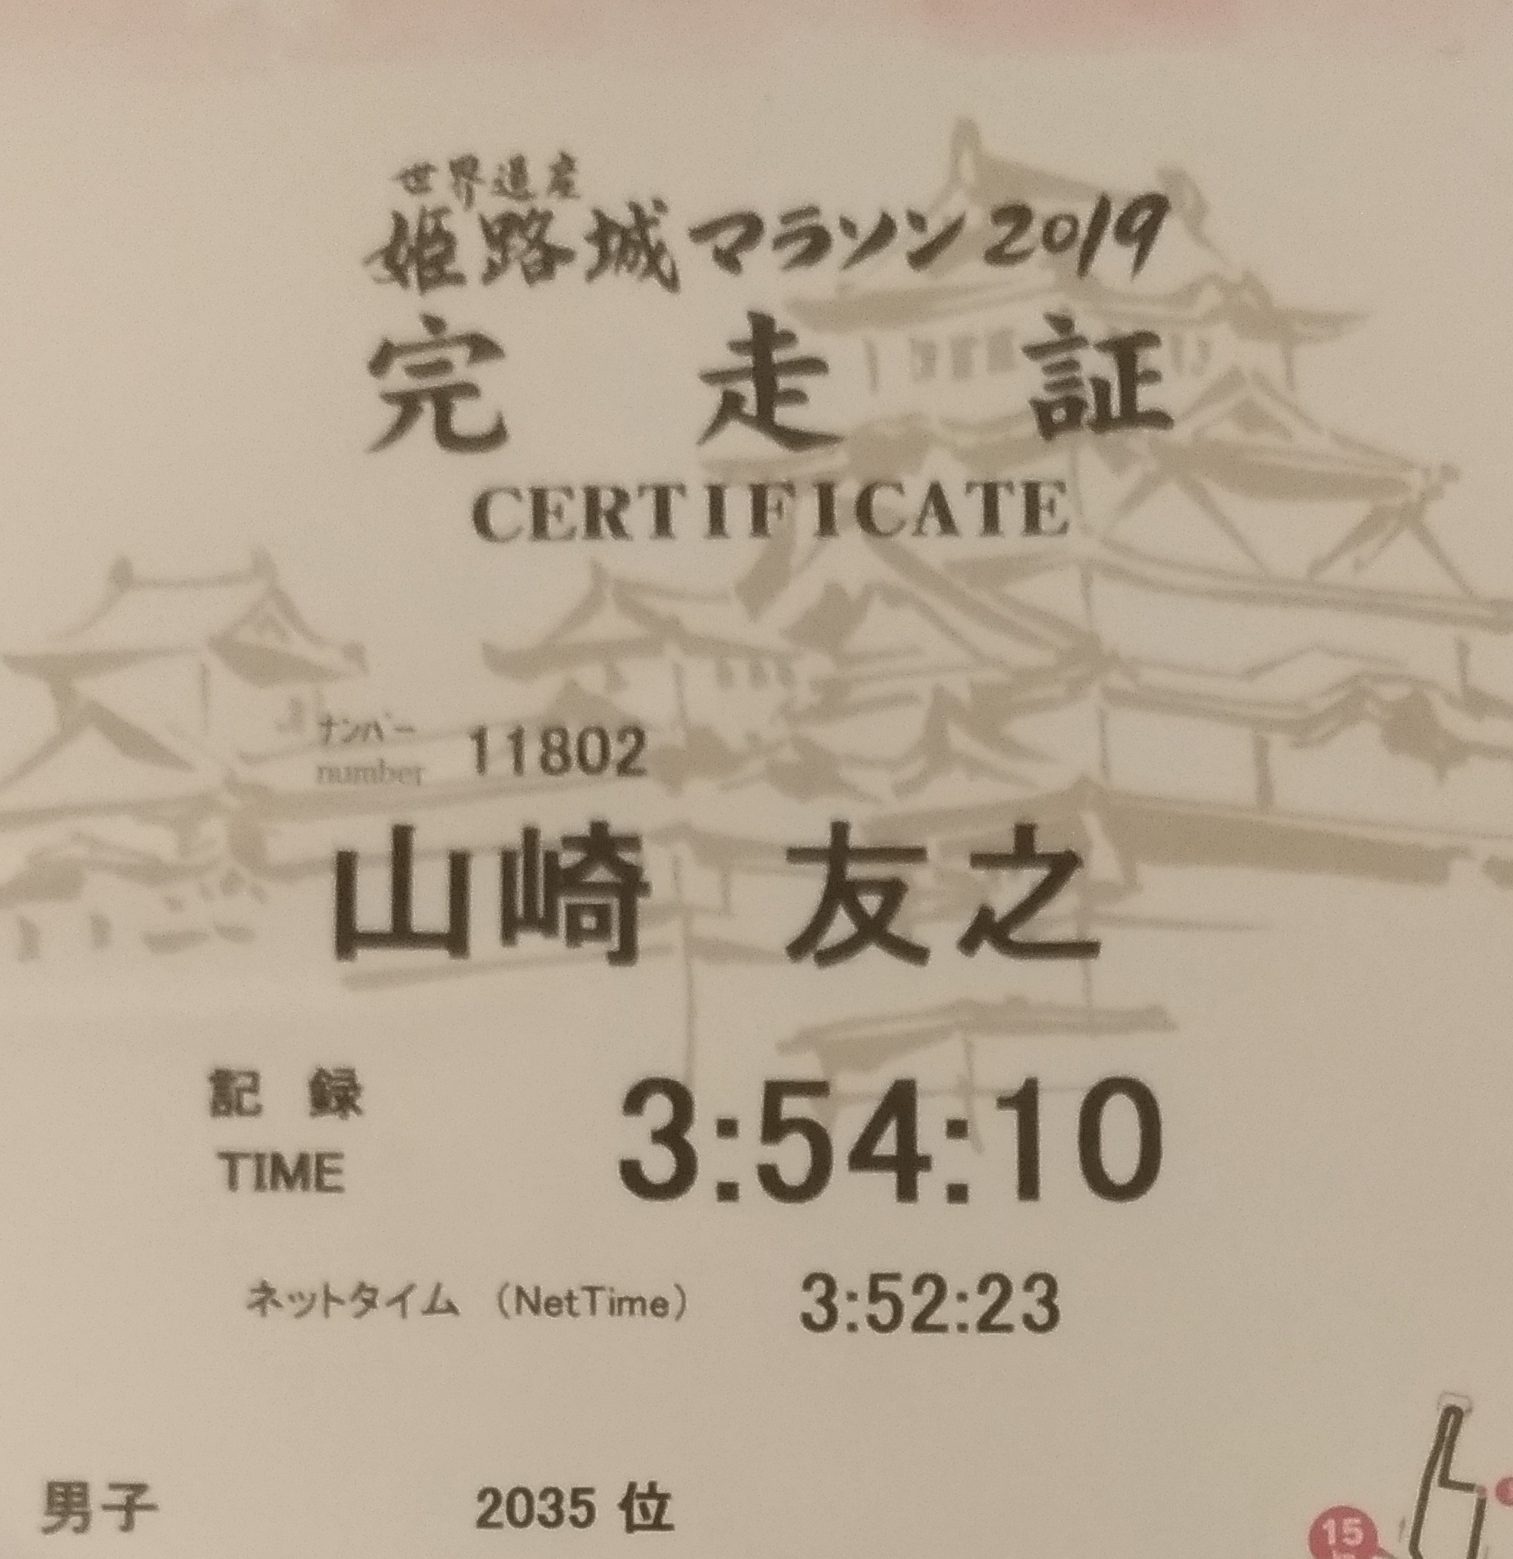 世界遺産
姫路城マラソン2019
完走証
CERTIFICATE
ナンバー
number 11802
山崎 友之
記録 3:54:10
TIME
ネットタイム (NetTime) 3:52:23
男子 2035 位
15